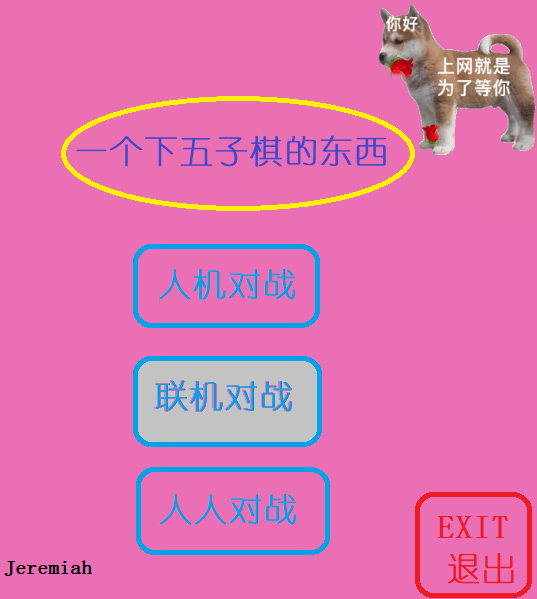 你好
上网就是
为了等你
一个下五子棋的东西
人机对战
联机对战
人人对战
EXIT
退出
Jeremiah